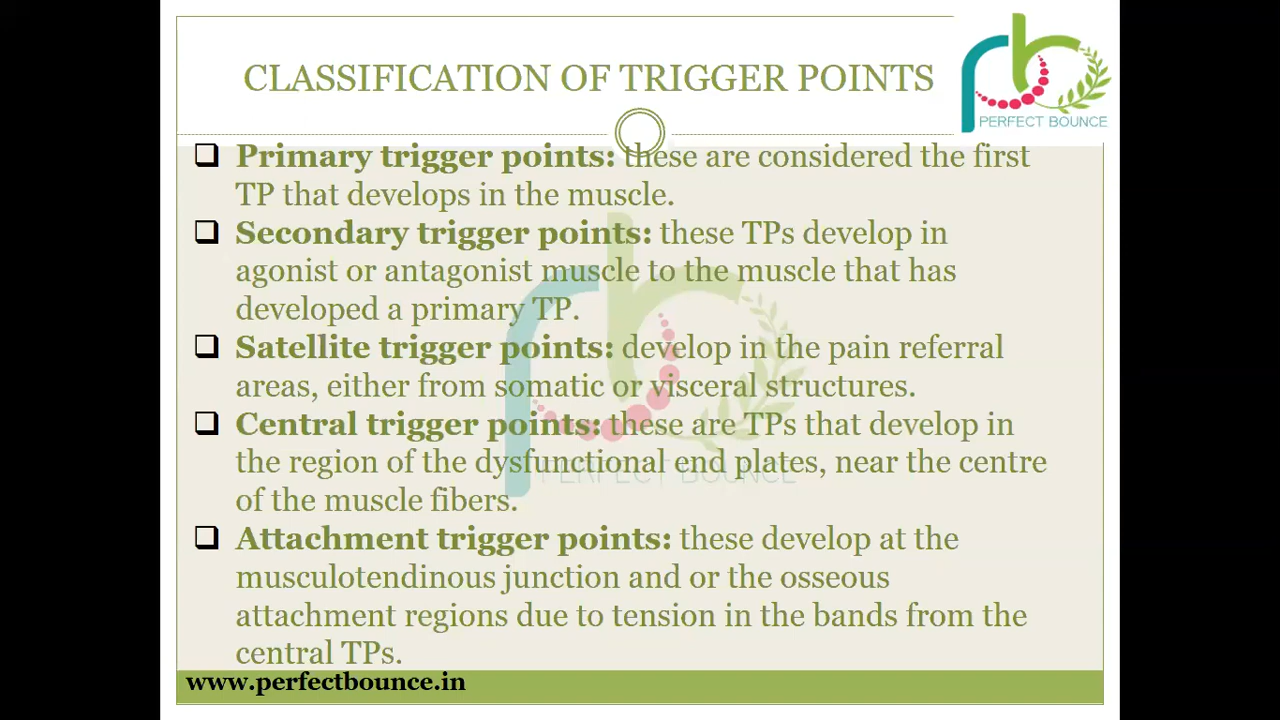 CLASSIFICATION OF TRIGGER POINTS
PERFECT BOUNCE
Primary trigger points: these are considered the first
TP that develops in the muscle.
Secondary trigger points: these TPs develop in
agonist or antagonist muscle to the muscle that has
developed a primary TP.
Satellite trigger points: develop in the pain referral
areas, either from somatic or visceral structures.
Central trigger points: these are TPs that develop in
the region of the dysfunctional end plates, near the centre
of the muscle fibers.
PERFECT BOUNCE
Attachment trigger points: these develop at the
musculotendinous junction and or the osseous
attachment regions due to tension in the bands from the
central TPs.
www.perfectbounce.in